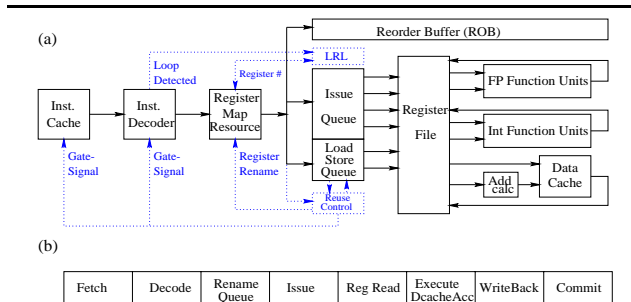 (a)
Reorder Buffer (ROB)
Loop
Detected
LRL
Register #
Inst.
Cache
Inst.
Decoder
Register
Map
Resource
Issue
Queue
Load
Store
Queue
Register
File
FP Function Units
Int Function Units
Data
Cache
Add
calc
Gate-
Signal
Gate-
Signal
Register
Rename
Reuse
Control
(b)
Fetch
Decode
Rename
Queue
Issue
Reg Read
Execute
DcacheAcc
WriteBack
Commit